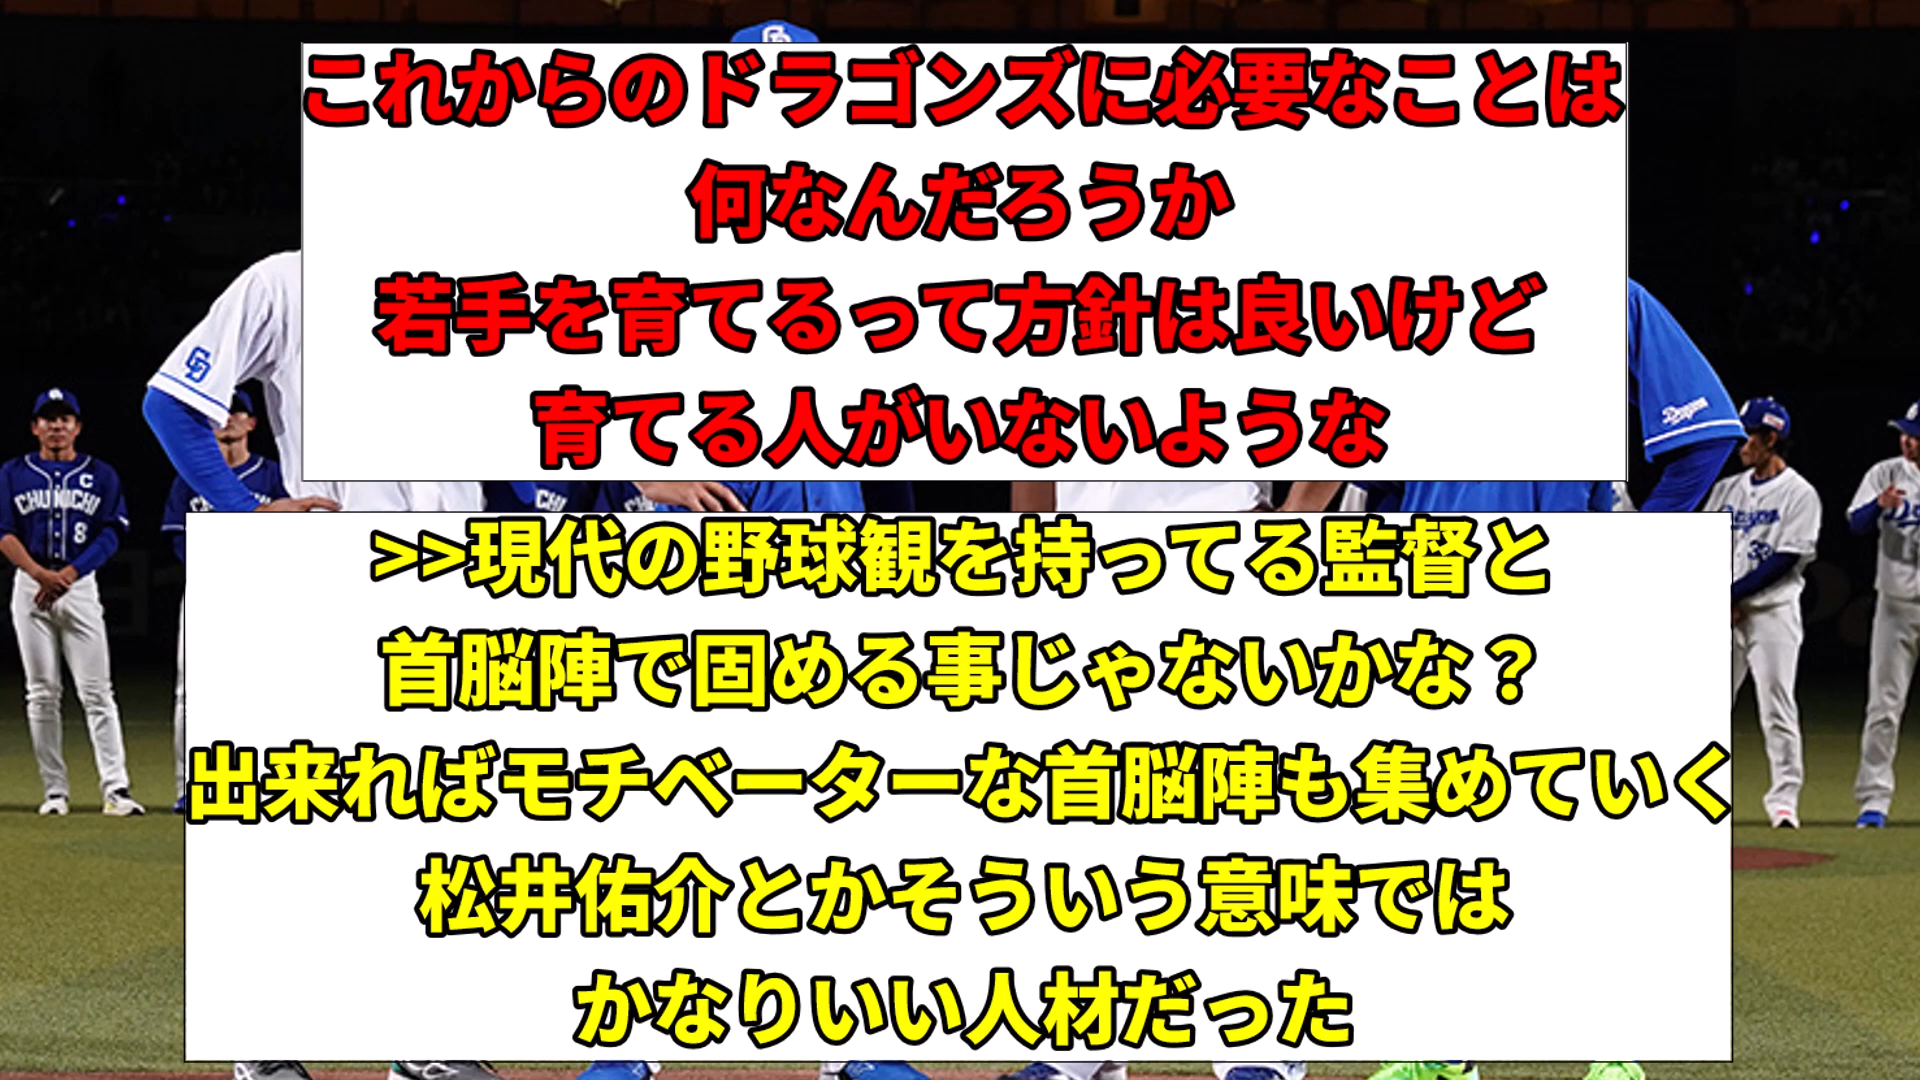 これからのドラゴンズに必要なことは
何なんだろうか
若手を育てるって方針は良いけど
育てる人がいないような
>>現代の野球観を持ってる監督と
首脳陣で固める事じゃないかな？
出来ればモチベーターな首脳陣も集めていく
松井佑介とかそういう意味では
かなりいい人材だった
C
CHUNICHI
8
CD
Dragons